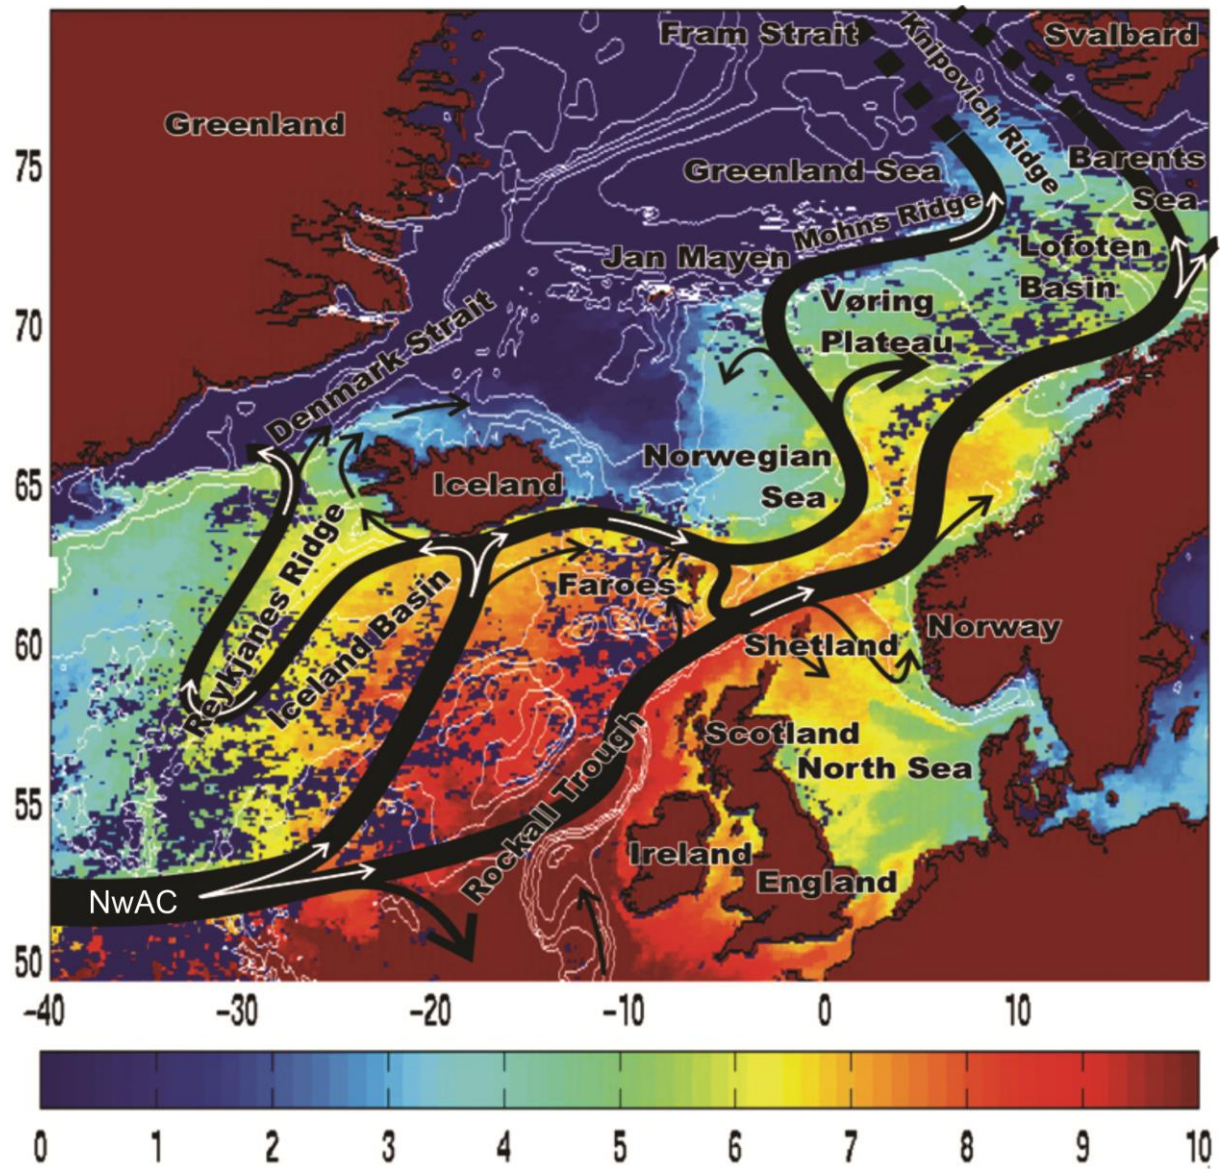 Fram Strait
Knipovich Ridge
Svalbard
Greenland
75
Greenland Sea
Barents
Sea
Mohns Ridge
Jan Mayen
Lofoten
Basin
Vøring
Plateau
70
Denmark Strait
Norwegian
Sea
65
Iceland
Reykjanes Ridge
Iceland Basin
Faroes
60
Shetland
Norway
Scotland
North Sea
55
Rockall Trough
Ireland
England
NwAC
50
-40 -30 -20 -10 0 10
0 1 2 3 4 5 6 7 8 9 10